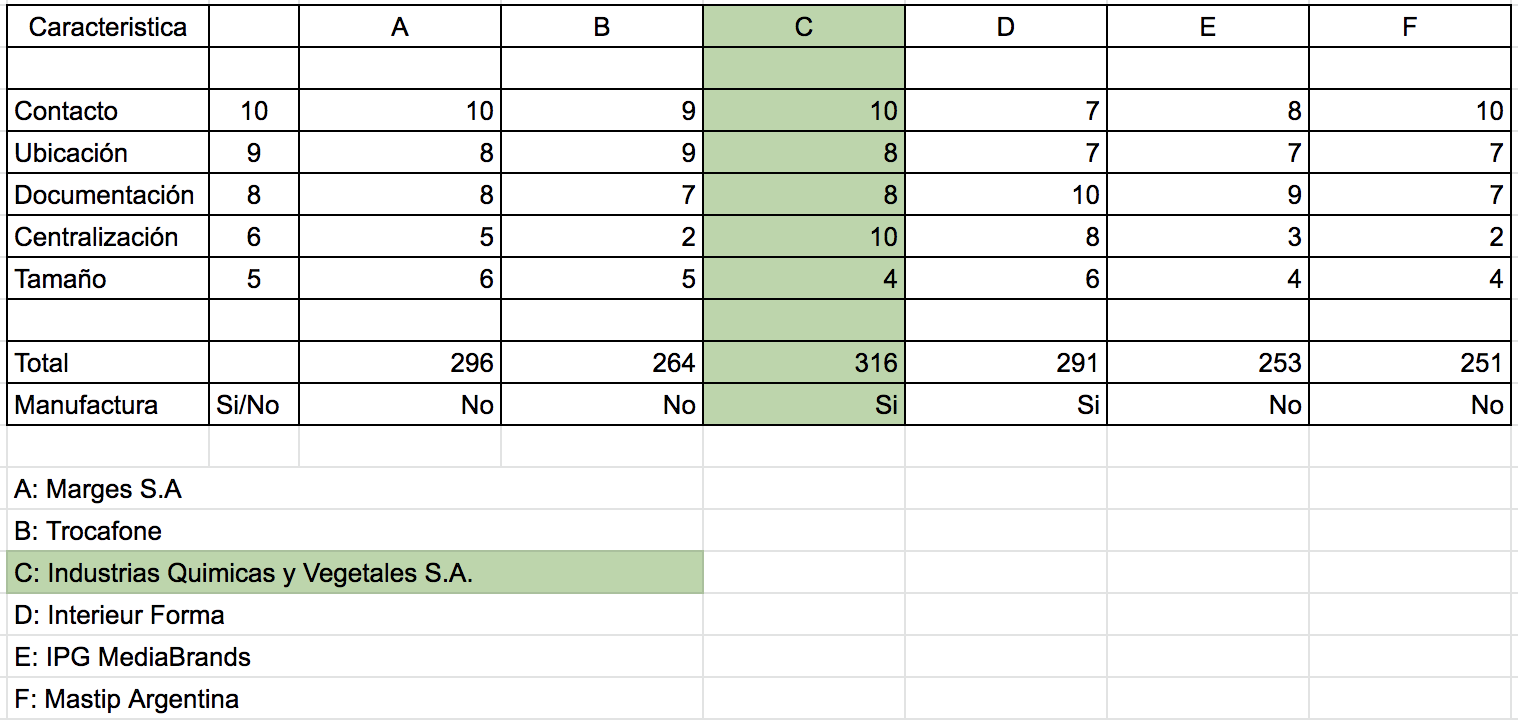 Caracteristica A B C D E F
Contacto 10 10 9 10 7 8 10
Ubicación 9 8 9 8 7 7 7
Documentación 8 8 7 8 10 9 7
Centralización 6 5 2 10 8 3 2
Tamaño 5 6 5 4 6 4 4
Total 296 264 316 291 253 251
Manufactura Si/No No No Si Si No No
A: Marges S.A
B: Trocafone
C: Industrias Quimicas y Vegetales S.A.
D: Interieur Forma
E: IPG MediaBrands
F: Mastip Argentina